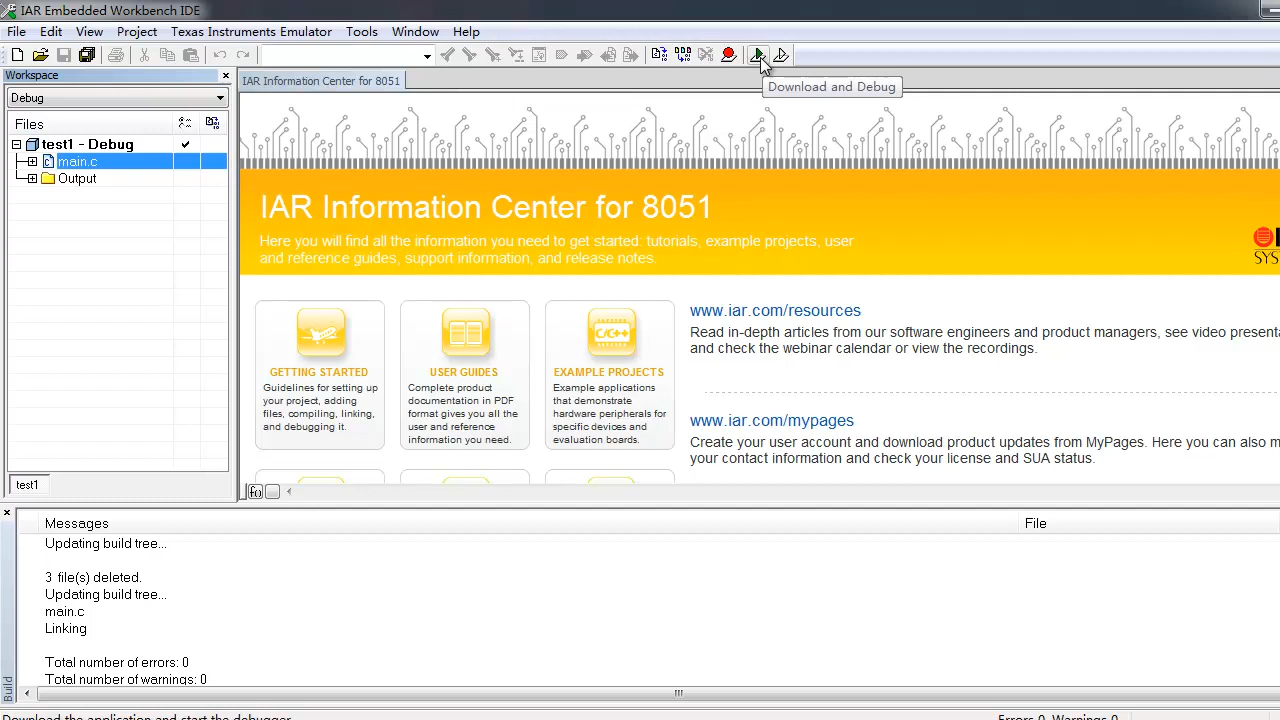 IAR Embedded Workbench IDE
File Edit View Project Texas Instruments Emulator Tools Window Help
Workspace
IAR Information Center for 8051
Download and Debug
Debug
Files
test1 - Debug
main.c
Output
test1
IAR Information Center for 8051
Here you will find all the information you need to get started: tutorials, example projects, user
and reference guides, support information, and release notes.
GETTING STARTED
Guidelines for setting up
your project, adding
files, compiling, linking,
and debugging it.
USER GUIDES
Complete product
documentation in PDF
format gives you all the
user and reference
information you need.
C/C++
EXAMPLE PROJECTS
Example applications
that demonstrate
hardware peripherals for
specific devices and
evaluation boards.
www.iar.com/resources
Read in-depth articles from our software engineers and product managers, see video presenta
and check the webinar calendar or view the recordings.
www.iar.com/mypages
Create your user account and download product updates from MyPages. Here you can also m
your contact information and check your license and SUA status.
Messages File
Updating build tree...
3 file(s) deleted.
Updating build tree...
main.c
Linking
Total number of errors: 0
Total number of warnings: 0
Build
Download the application and start the debugger
Errors 0, Warnings 0